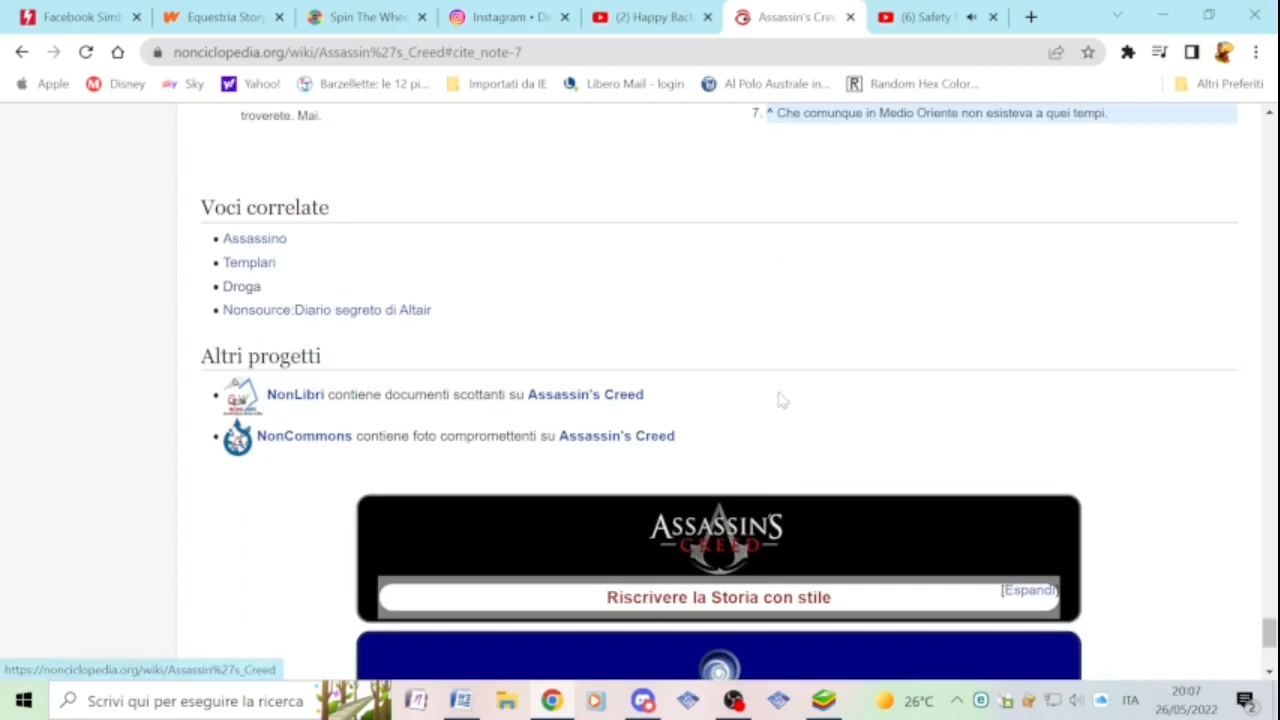 Facebook Simb
Equestria Story
Spin The Whee
Instagram • Di
(2) Happy Back
Assassin's Cree
(6) Safety
nonciclopedia.org/wiki/Assassin%27s_Creed#cite_note-7
Apple
Disney
sky
Sky
Yahoo!
Barzellette: le 12 pi...
Importati da IE
Libero Mail - login
Al Polo Australe in...
R
Random Hex Color...
Altri Preferiti
troverete. Mai.
7. ^ Che comunque in Medio Oriente non esisteva a quei tempi.
Voci correlate
• Assassino
• Templari
• Droga
• Nonsource:Diario segreto di Altair
Altri progetti
• NonLibri contiene documenti scottanti su Assassin's Creed
• NonCommons contiene foto compromettenti su Assassin's Creed
ASSASSIN'S
CREED
Riscrivere la Storia con stile
[Espandi]
https://nonciclopedia.org/wiki/Assassin%27s_Creed
Scrivi qui per eseguire la ricerca
26°C
ITA
20:07
26/05/2022
2